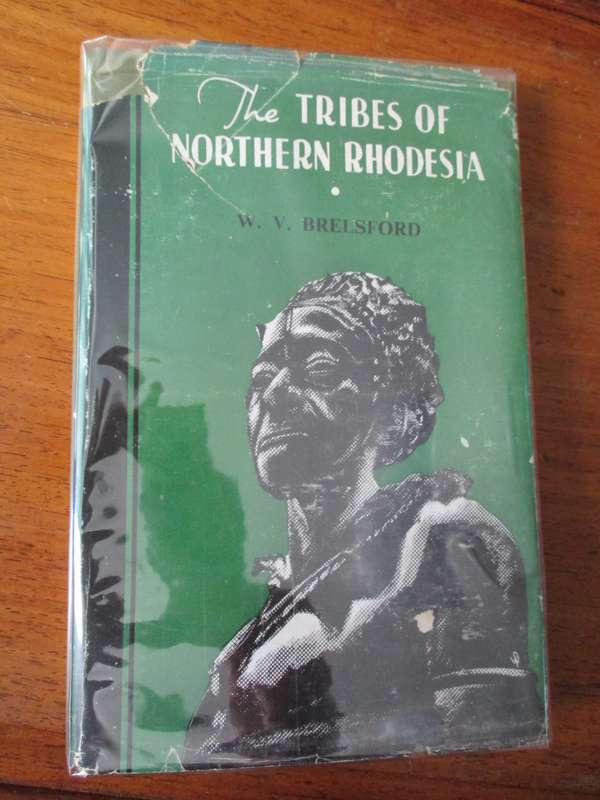 The TRIBES OF
NORTHERN RHODESIA
W. V. BRELSFORD